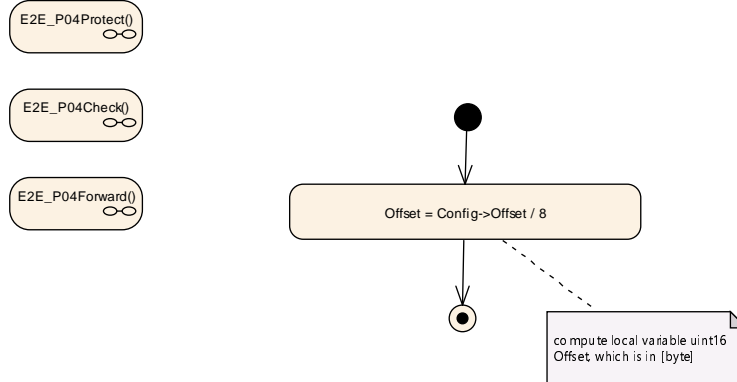 E2E_P04Protect()
E2E_P04Check()
E2E_P04Forward()
Offset = Config->Offset / 8
compute local variable uint16
Offset, which is in [byte]